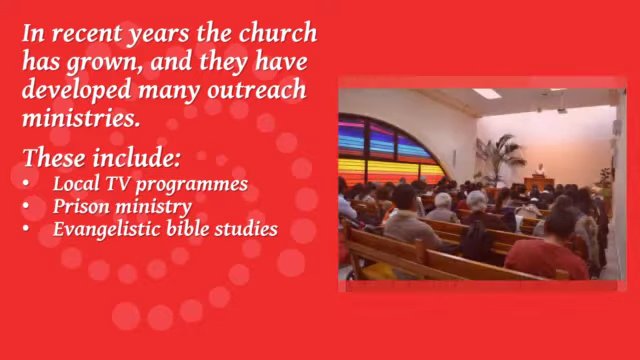 In recent years the church
has grown, and they have
developed many outreach
ministries.
These include:
• Local TV programmes
• Prison ministry
• Evangelistic bible studies